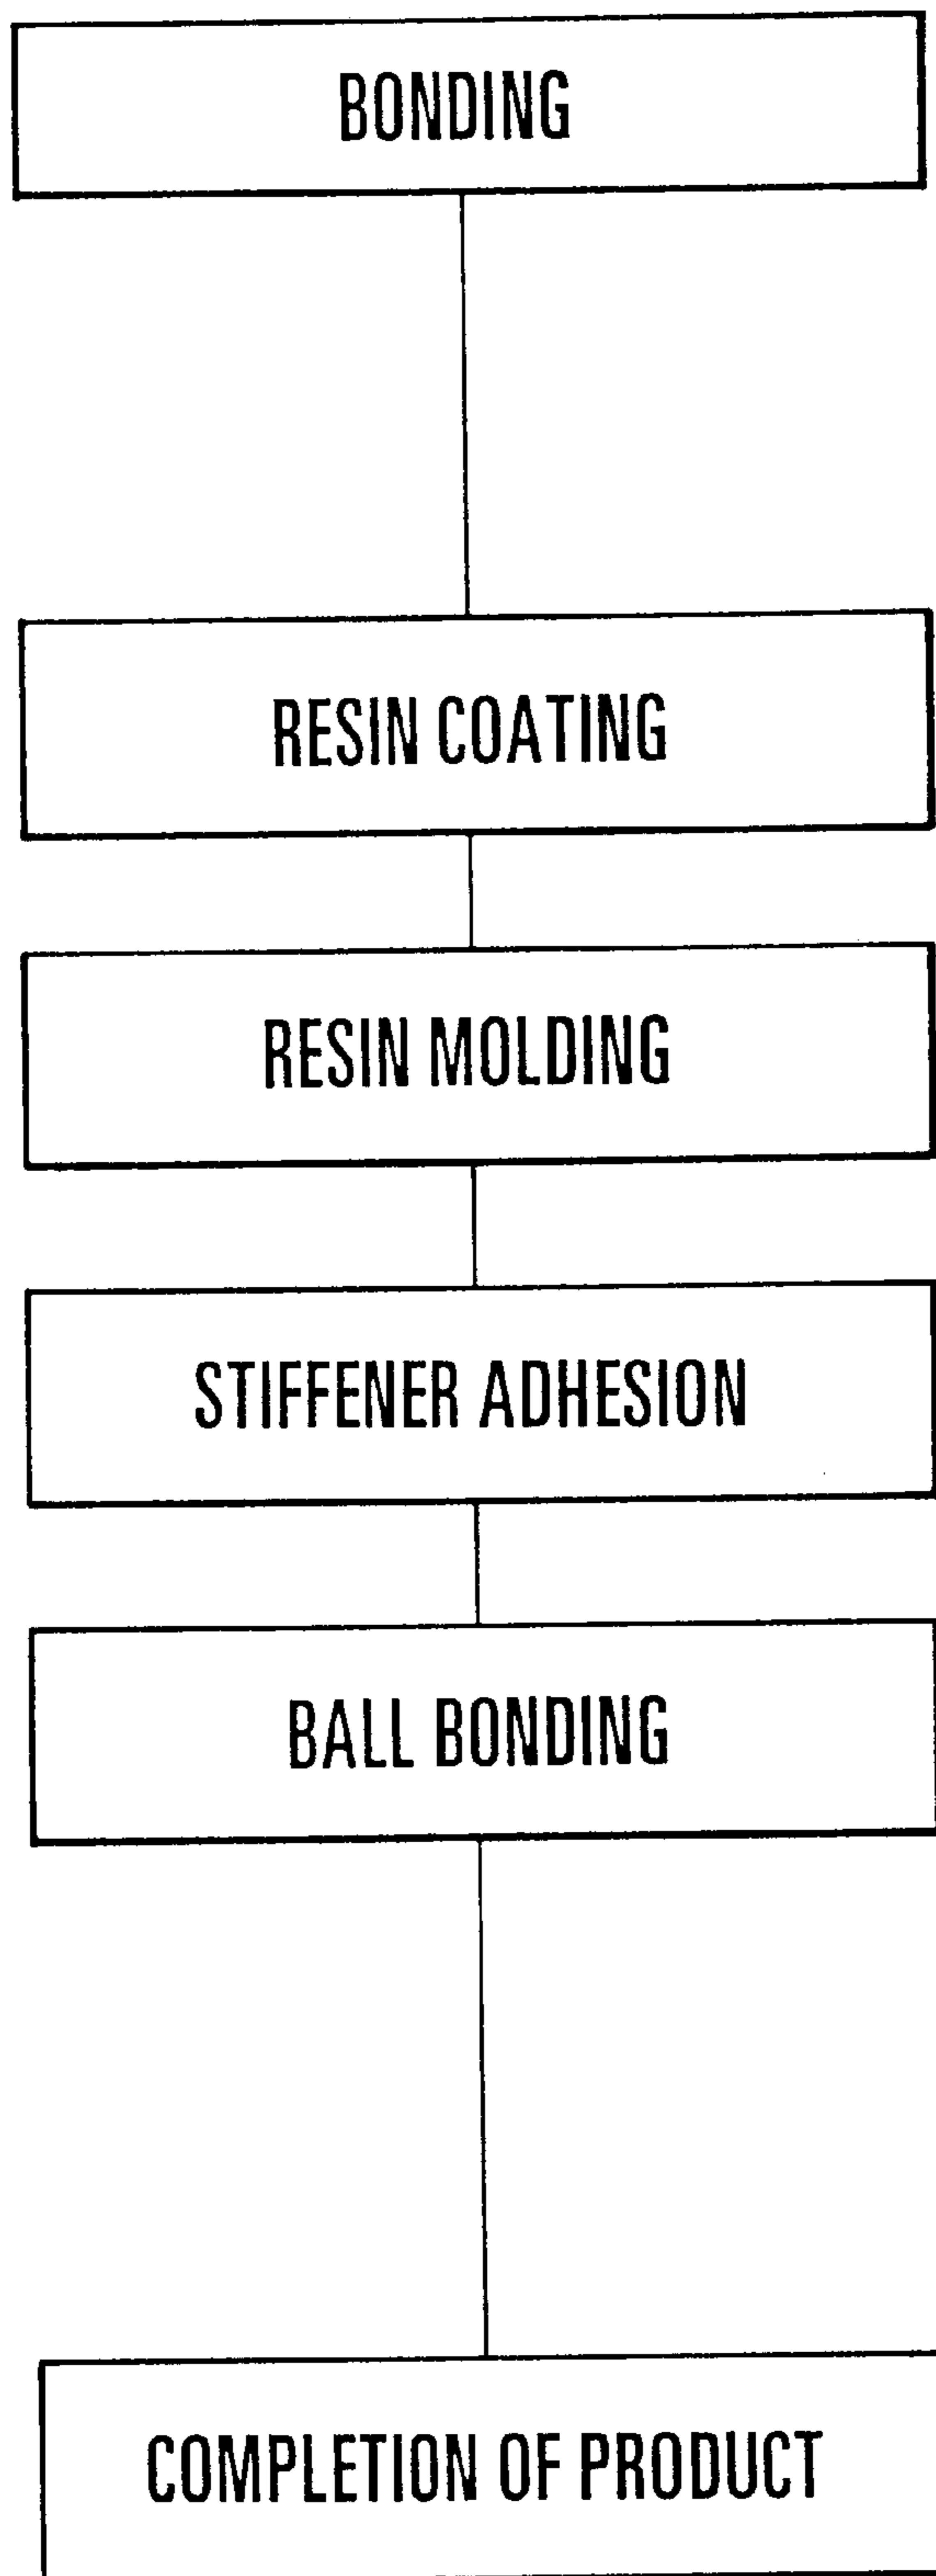 BONDING
RESIN COATING
RESIN MOLDING
STIFFENER ADHESION
BALL BONDING
COMPLETION OF PRODUCT